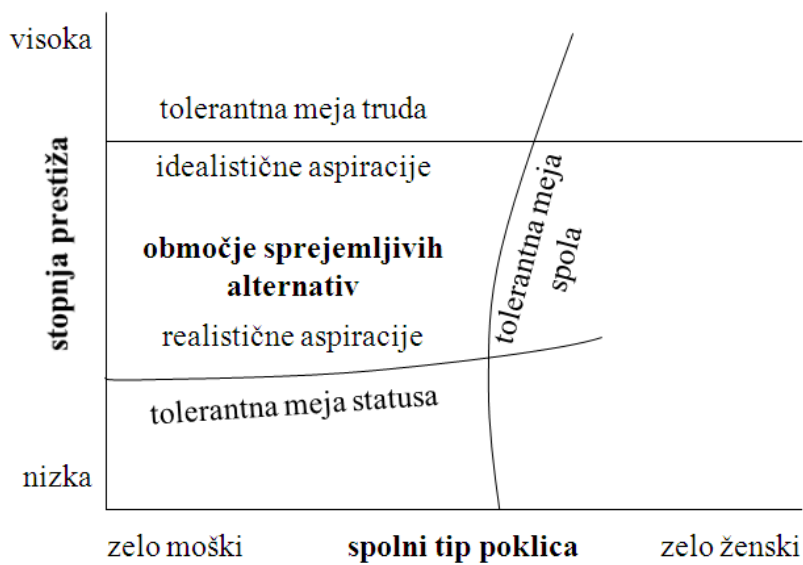 visoka
tolerantna meja truda
idealistične aspiracije
stopnja prestiža
območje sprejemljivih
alternativ
tolerantna meja
spola
realistične aspiracije
tolerantna meja statusa
nizka
zelo moški
spolni tip poklica
zelo ženski